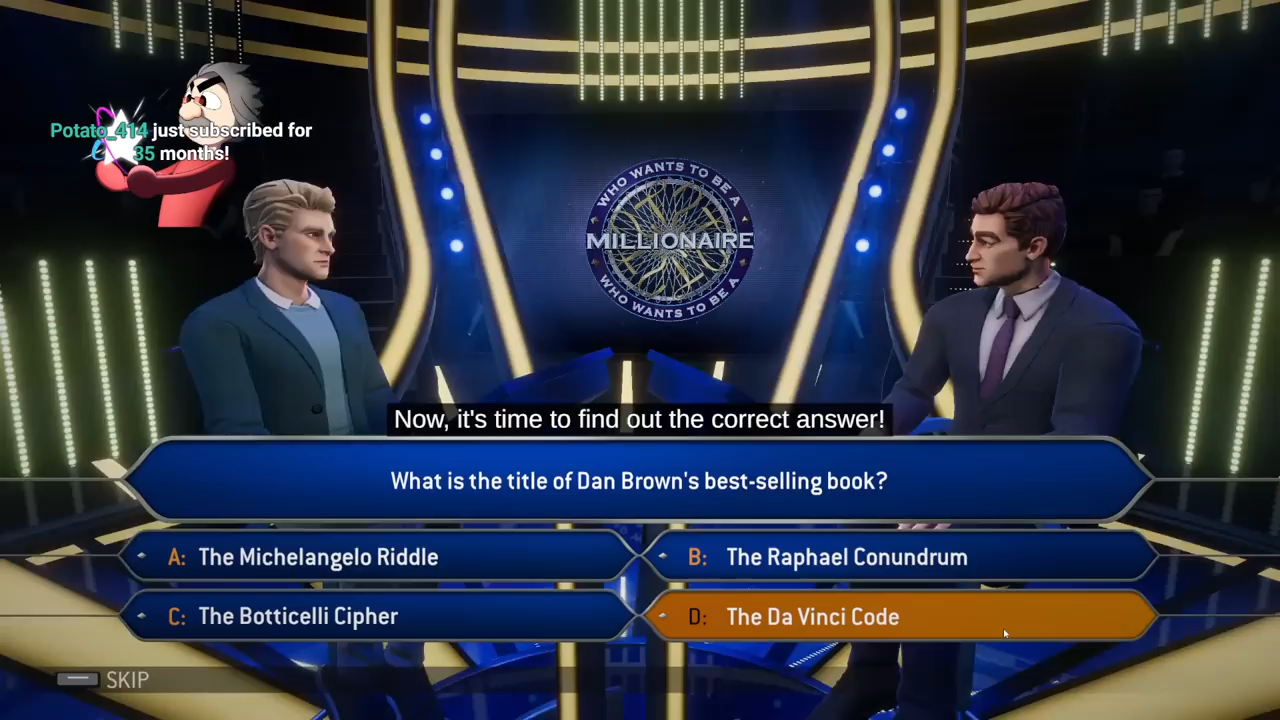 Potato_414 just subscribed for
35 months!
WHO WANTS TO BE A
MILLIONAIRE
WHO WANTS TO BE A
Now, it's time to find out the correct answer!
What is the title of Dan Brown's best-selling book?
A: The Michelangelo Riddle
B: The Raphael Conundrum
C: The Botticelli Cipher
D: The Da Vinci Code
SKIP